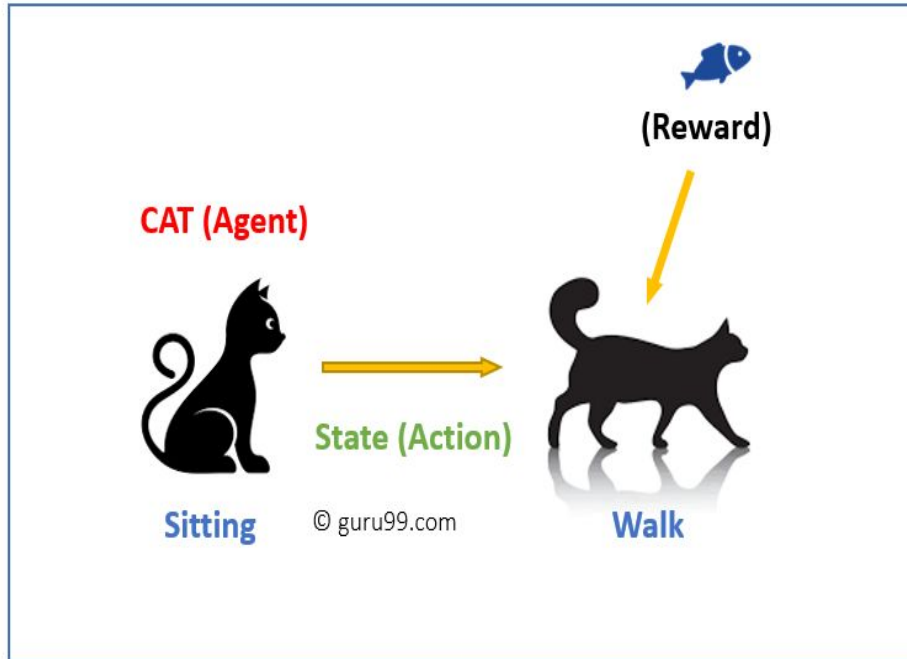 (Reward)
CAT (Agent)
State (Action)
Sitting
© guru99.com
Walk